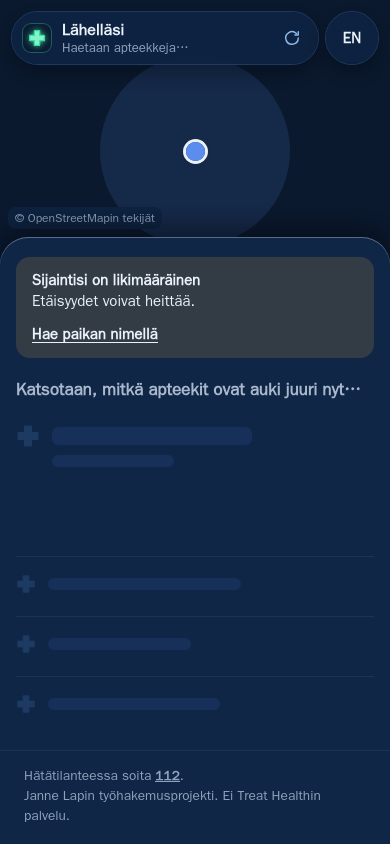 Lähelläsi
Haetaan apteekkeja···
EN
© OpenStreetMapin tekijät
Sijaintisi on likimääräinen
Etäisyydet voivat heittää.
Hae paikan nimellä
Katsotaan, mitkä apteekit ovat auki juuri nyt···
Hätätilanteessa soita 112.
Janne Lapin työhakemusprojekti. Ei Treat Healthin
palvelu.